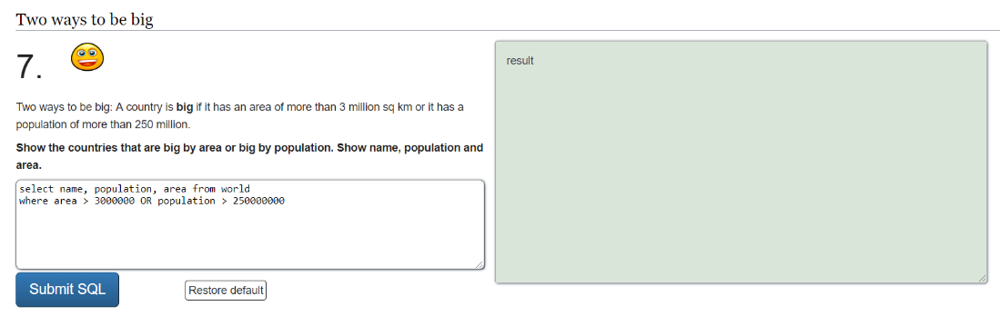 Two ways to be big
7.
Two ways to be big: A country is big if it has an area of more than 3 million sq km or it has a
population of more than 250 million.
Show the countries that are big by area or big by population. Show name, population and
area.
select name, population, area from world
where area > 3000000 OR population > 250000000
Submit SQL
Restore default
result